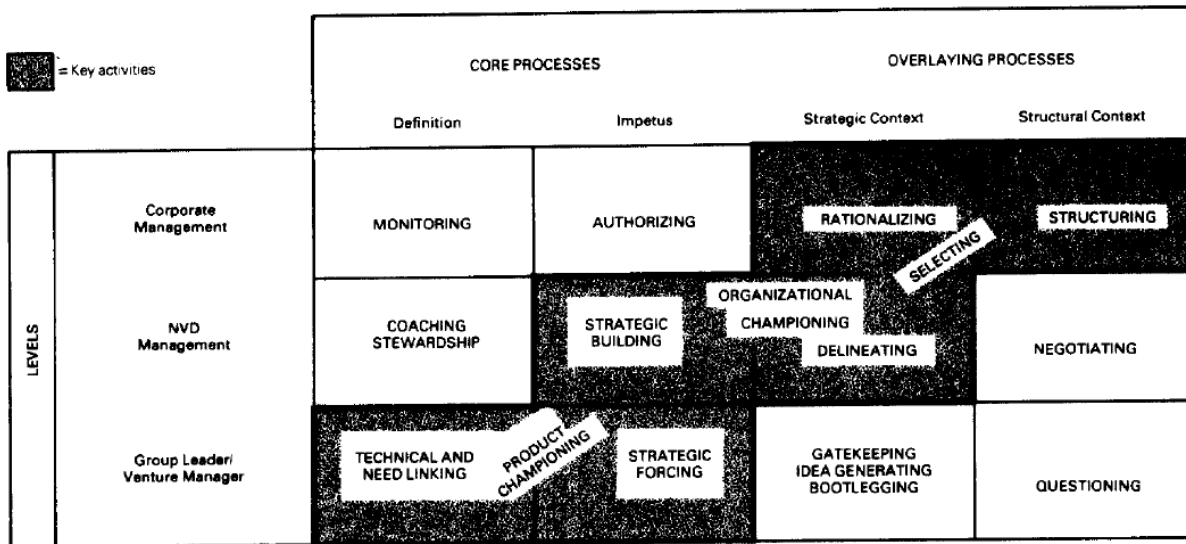 = Key activities
CORE PROCESSES
OVERLAYING PROCESSES
Definition
Impetus
Strategic Context
Structural Context
LEVELS
Corporate
Management
MONITORING
AUTHORIZING
RATIONALIZING
SELECTING
STRUCTURING
NVD
Management
COACHING
STEWARDSHIP
STRATEGIC
BUILDING
ORGANIZATIONAL
CHAMPIONING
DELINEATING
NEGOTIATING
Group Leader/
Venture Manager
TECHNICAL AND
NEED LINKING
PRODUCT
CHAMPIONING
STRATEGIC
FORCING
GATEKEEPING
IDEA GENERATING
BOOTLEGGING
QUESTIONING